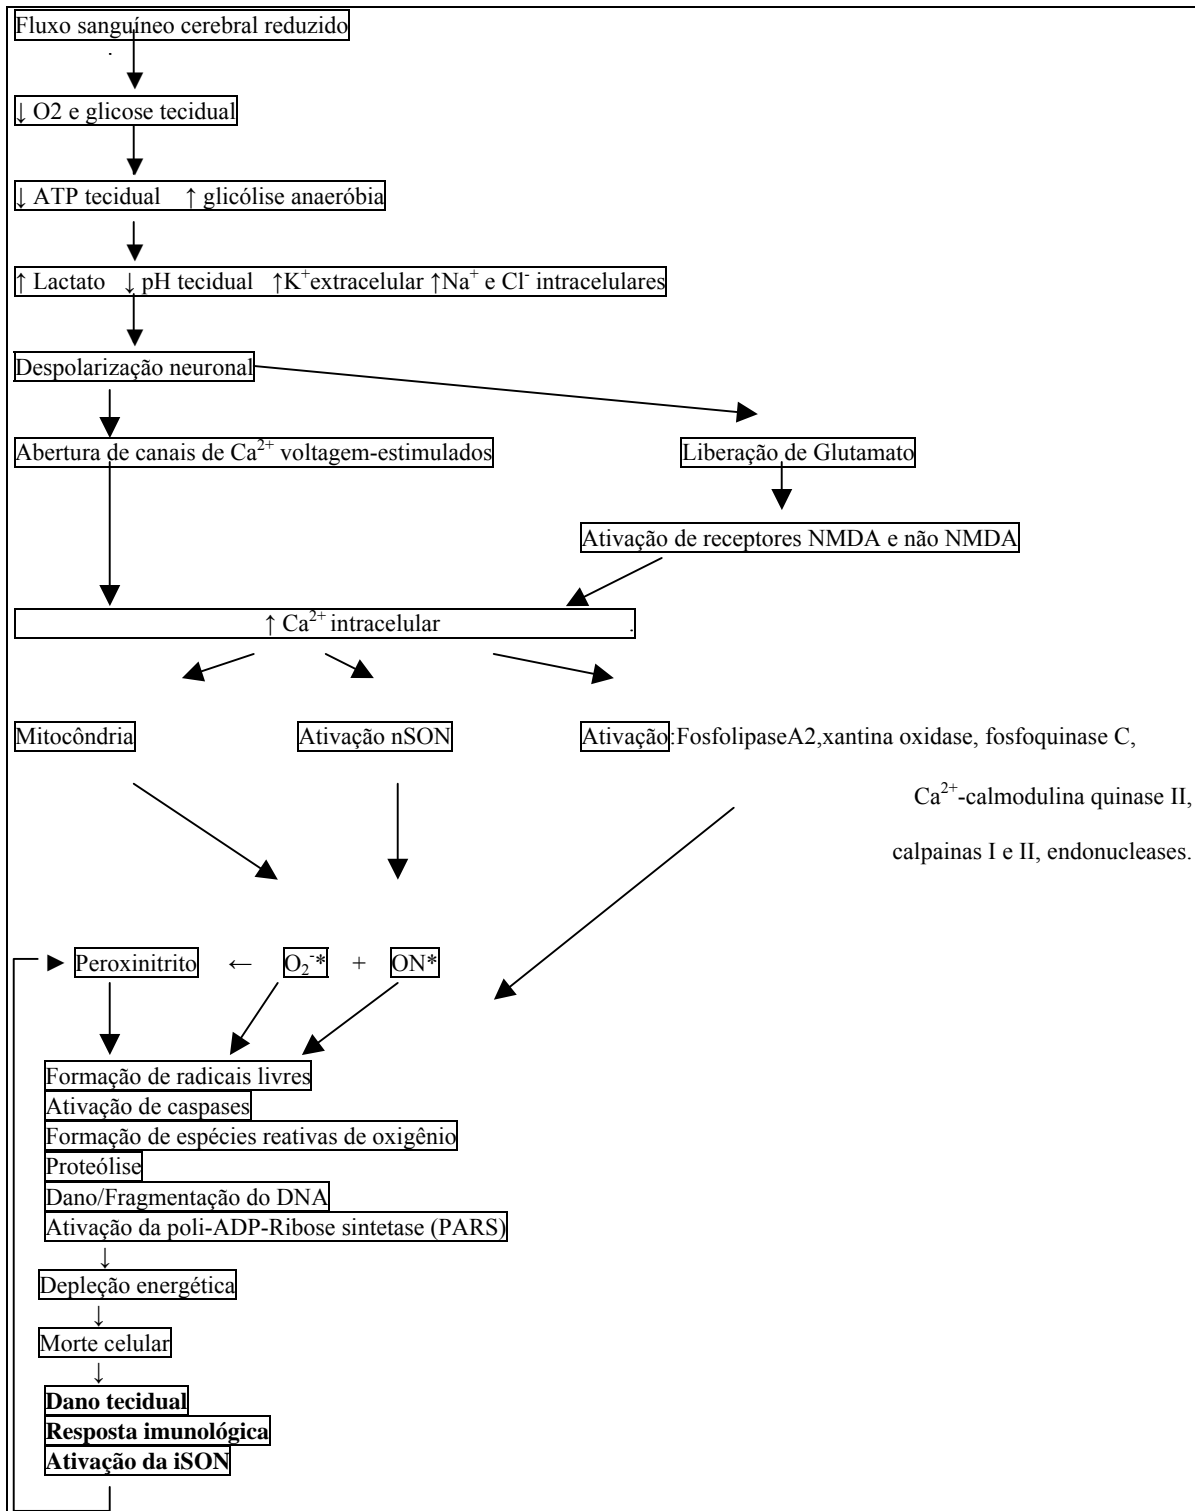 Fluxo sanguíneo cerebral reduzido
.
↓ O2 e glicose tecidual
↓ ATP tecidual ↑ glicólise anaeróbia
↑ Lactato ↓ pH tecidual ↑K⁺extracelular ↑Na⁺ e Cl⁻ intracelulares
Despolarização neuronal
Abertura de canais de Ca²⁺ voltagem-estimulados
Liberação de Glutamato
Ativação de receptores NMDA e não NMDA
↑ Ca²⁺ intracelular .
Mitocôndria
Ativação nSON
Ativação:FosfolipaseA2,xantina oxidase, fosfoquinase C,
Ca²⁺-calmodulina quinase II,
calpainas I e II, endonucleases.
Peroxinitrito ← O₂⁻* + ON*
Formação de radicais livres
Ativação de caspases
Formação de espécies reativas de oxigênio
Proteólise
Dano/Fragmentação do DNA
Ativação da poli-ADP-Ribose sintetase (PARS)
↓
Depleção energética
↓
Morte celular
↓
Dano tecidual
Resposta imunológica
Ativação da iSON